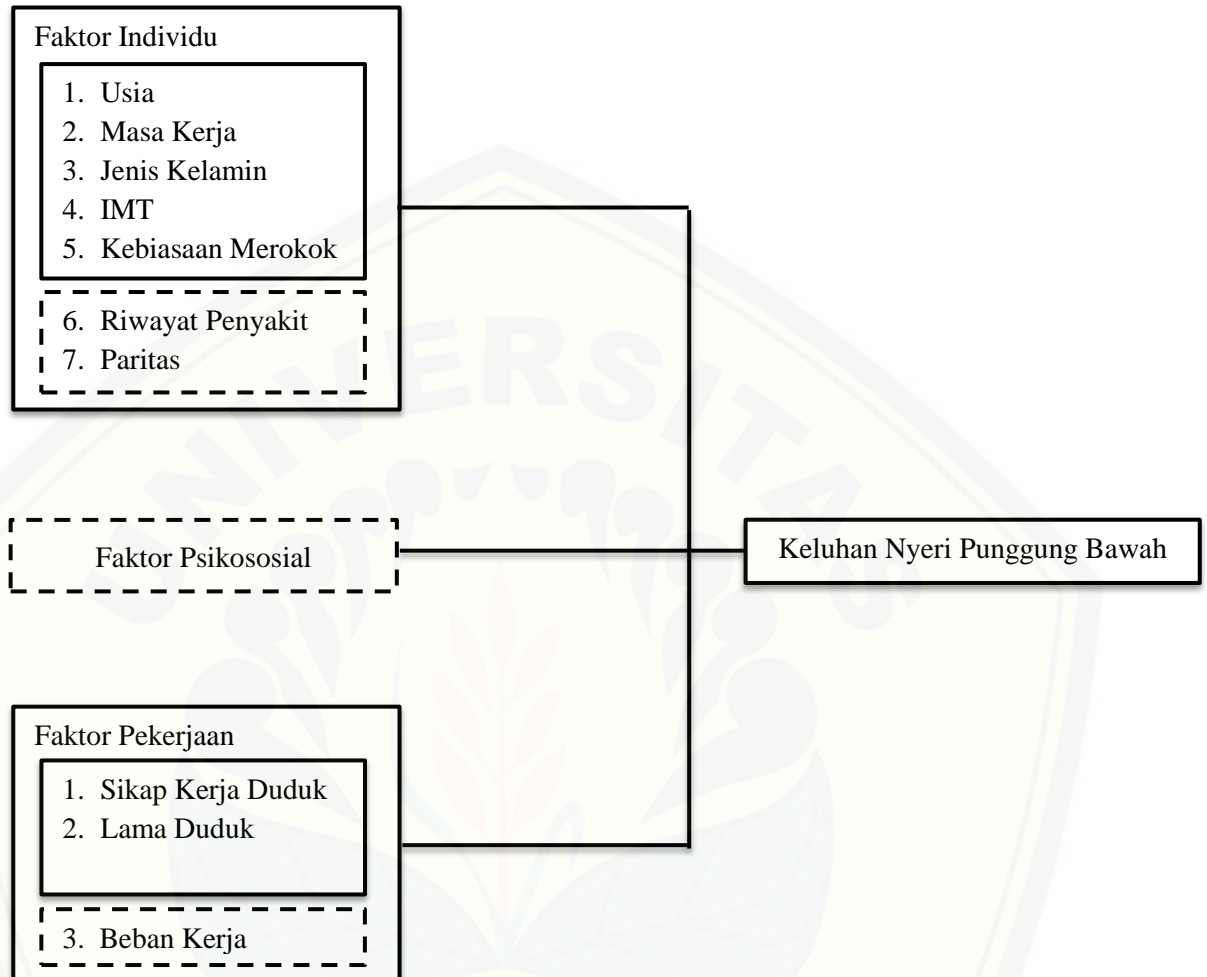 Faktor Individu
1. Usia
2. Masa Kerja
3. Jenis Kelamin
4. IMT
5. Kebiasaan Merokok
6. Riwayat Penyakit
7. Paritas
UNIVERSITAS
Faktor Psikososial
Keluhan Nyeri Punggung Bawah
Faktor Pekerjaan
1. Sikap Kerja Duduk
2. Lama Duduk
3. Beban Kerja